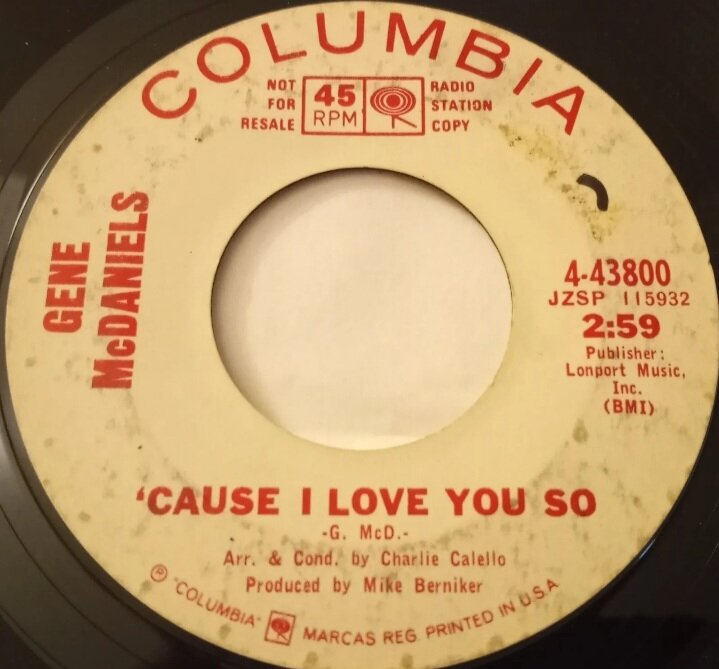 COLUMBIA
NOT
FOR
RESALE
45
RPM
RADIO
STATION
COPY
GENE
McDANIELS
4-43800
JZSP 115932
2:59
Publisher:
Lonport Music,
Inc.
(BMI)
'CAUSE I LOVE YOU SO
-G. McD.-
Arr. & Cond. by Charlie Calello
Produced by Mike Berniker
® "COLUMBIA" MARCAS REG. PRINTED IN U.S.A